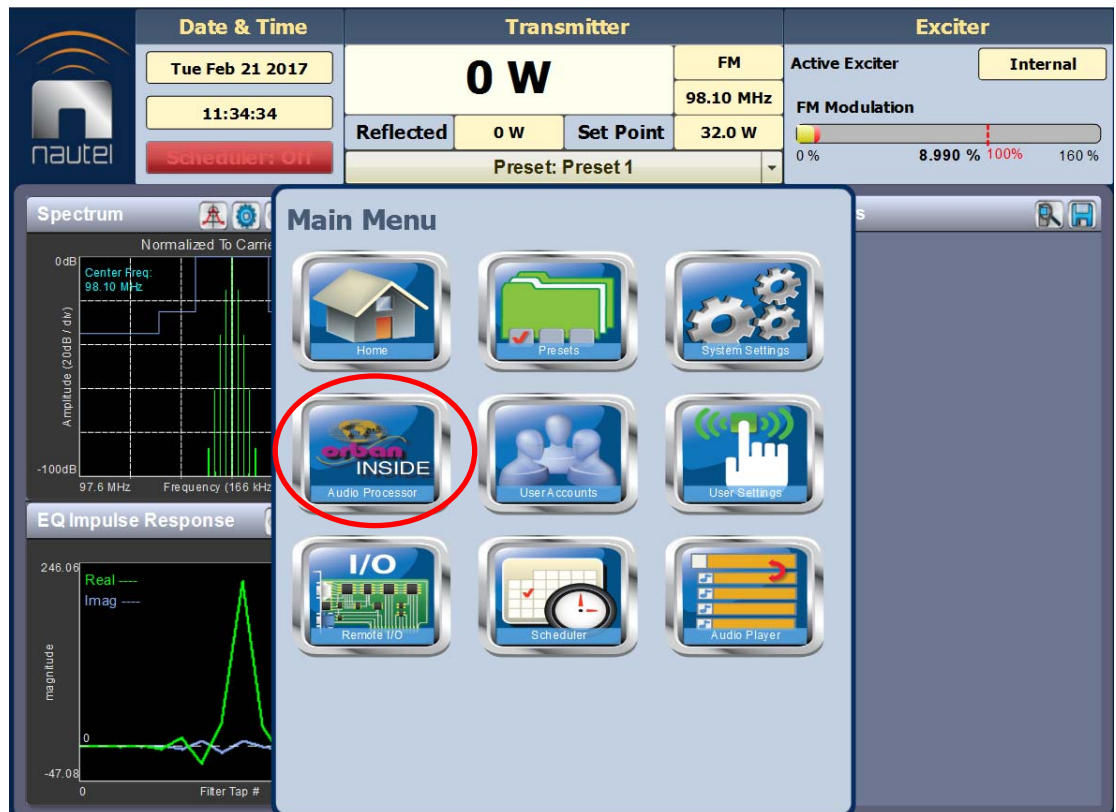 Date & Time
Transmitter
Exciter
nautel
Tue Feb 21 2017
11:34:34
Scheduler: Off
0 W
FM
98.10 MHz
Reflected
0 W
Set Point
32.0 W
Preset: Preset 1
Active Exciter
Internal
FM Modulation
0 %
8.990 %
100%
160 %
Spectrum
Normalized To Carrie
0dB
Center Freq:
98.10 MHz
Amplitude (20dB / div)
-100dB
97.6 MHz
Frequency (166 kHz
EQ Impulse Response
246.06
Real ----
Imag ----
magnitude
0
-47.08
0
Filter Tap #
s
Main Menu
Home
Presets
System Settings
orban
INSIDE
Audio Processor
User Accounts
User Settings
I/O
Remote I/O
Scheduler
Audio Player